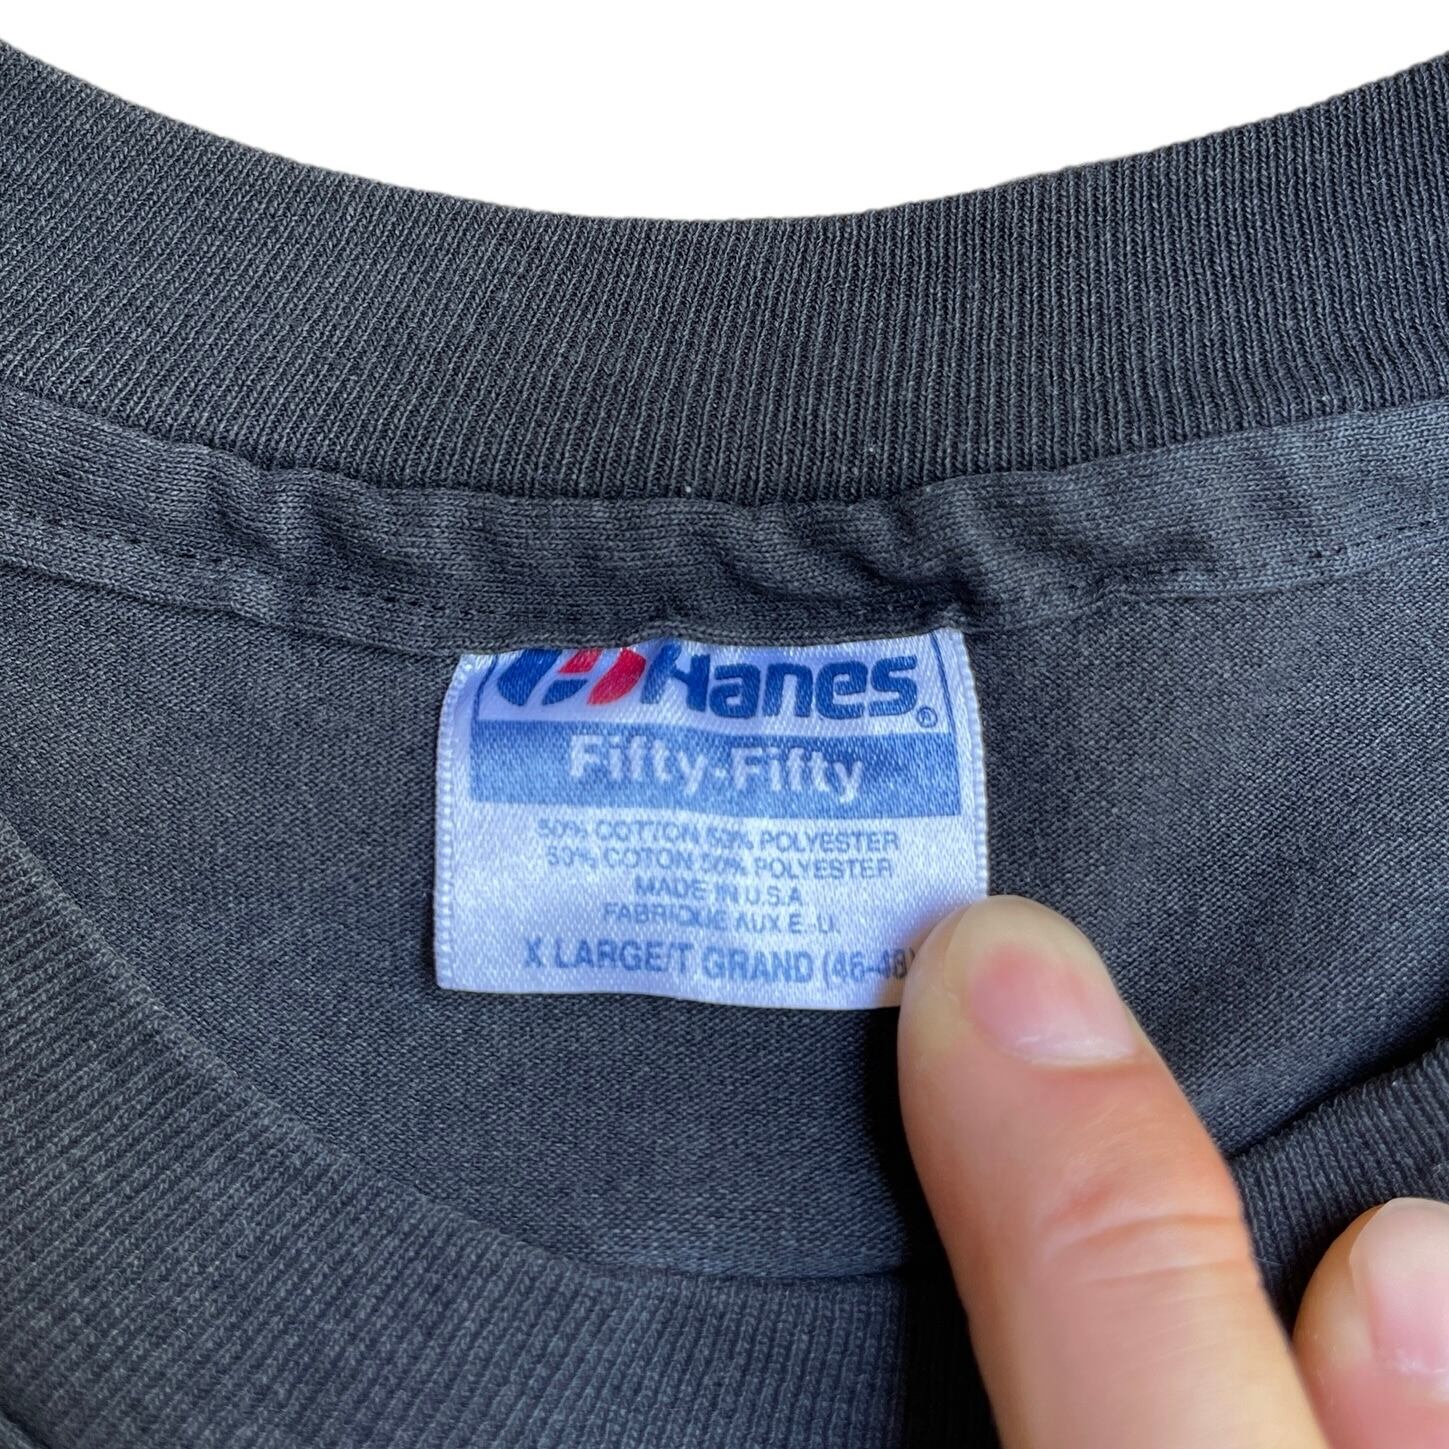 Hanes®
Fifty-Fifty
50% COTTON 50% POLYESTER
50% COTON 50% POLYESTER
MADE IN U.S.A
FABRIQUE AUX E.-U.
X LARGE/T GRAND (46-48)